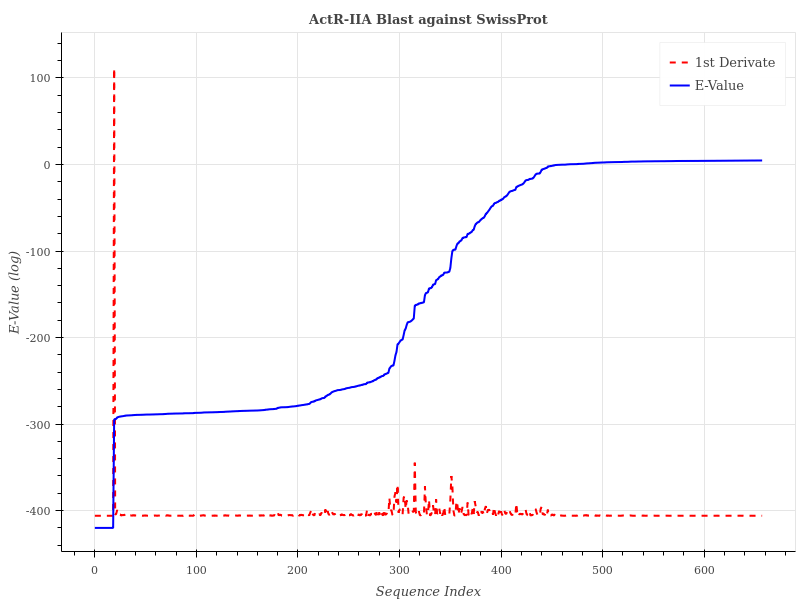 ActR-IIA Blast against SwissProt
1st Derivate
E-Value
E-Value (log)
100
0
-100
-200
-300
-400
0 100 200 300 400 500 600
Sequence Index